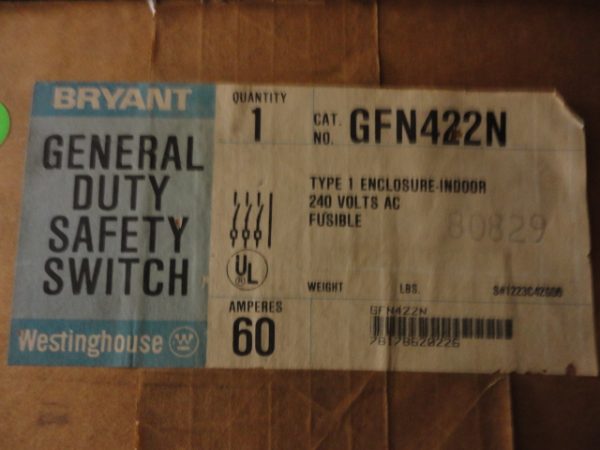 BRYANT
GENERAL
DUTY
SAFETY
SWITCH
Westinghouse W
QUANTITY
1
UL
AMPERES
60
CAT.
NO. GFN422N
TYPE 1 ENCLOSURE-INDOOR
240 VOLTS AC
FUSIBLE
80829
WEIGHT LBS.
GFN422N
78178620226